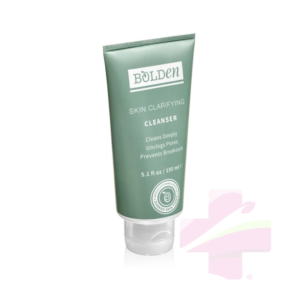 BOLDEN
SKIN CLARIFYING
CLEANSER
Cleans Deeply
Unclogs Pores
Prevents Breakouts
5.1 fl oz / 150 ml